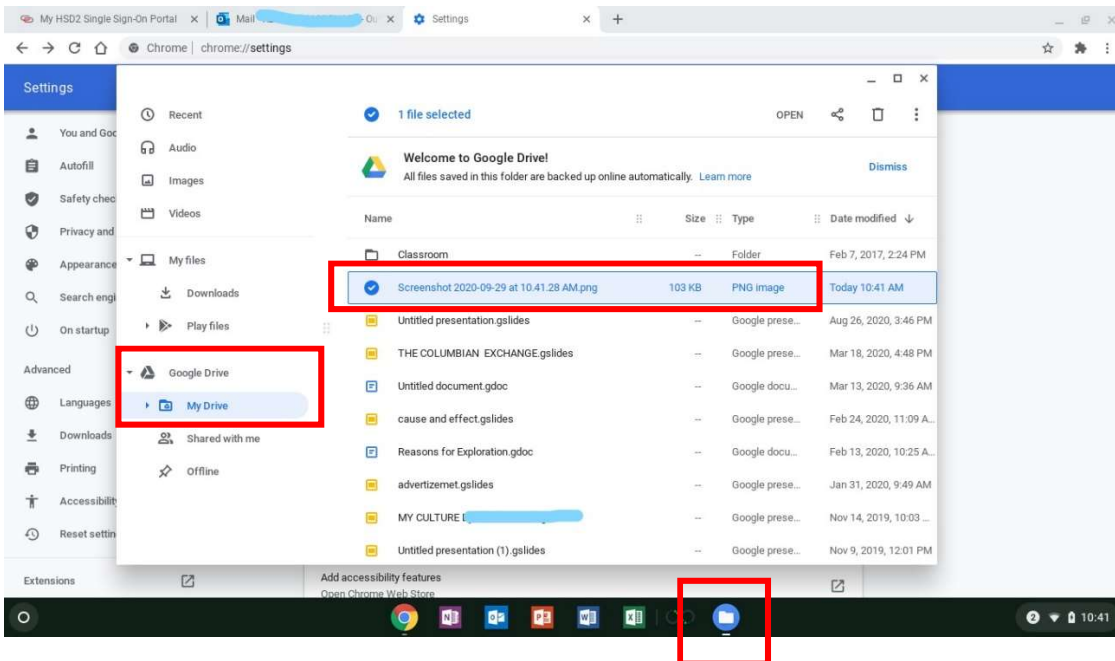 My HSD2 Single Sign-On Portal
Mail
Ou
Settings
Chrome | chrome://settings
Settings
You and Goo
Autofill
Safety chec
Privacy and
Appearance
Search engi
On startup
Advanced
Languages
Downloads
Printing
Accessibility
Reset settin
Extensions
Recent
Audio
Images
Videos
My files
Downloads
Play files
Google Drive
My Drive
Shared with me
Offline
1 file selected OPEN
Welcome to Google Drive!
All files saved in this folder are backed up online automatically. Learn more
Dismiss
Name Size Type Date modified
Classroom -- Folder Feb 7, 2017, 2:24 PM
Screenshot 2020-09-29 at 10.41.28 AM.png 103 KB PNG image Today 10:41 AM
Untitled presentation.gslides -- Google prese... Aug 26, 2020, 3:46 PM
THE COLUMBIAN EXCHANGE.gslides -- Google prese... Mar 18, 2020, 4:48 PM
Untitled document.gdoc -- Google docu... Mar 13, 2020, 9:36 AM
cause and effect.gslides -- Google prese... Feb 24, 2020, 11:09 A...
Reasons for Exploration.gdoc -- Google docu... Feb 13, 2020, 10:25 A...
advertizemet.gslides -- Google prese... Jan 31, 2020, 9:49 AM
MY CULTURE -- Google prese... Nov 14, 2019, 10:03 ...
Untitled presentation (1).gslides -- Google prese... Nov 9, 2019, 12:01 PM
Add accessibility features
Open Chrome Web Store
2 10:41